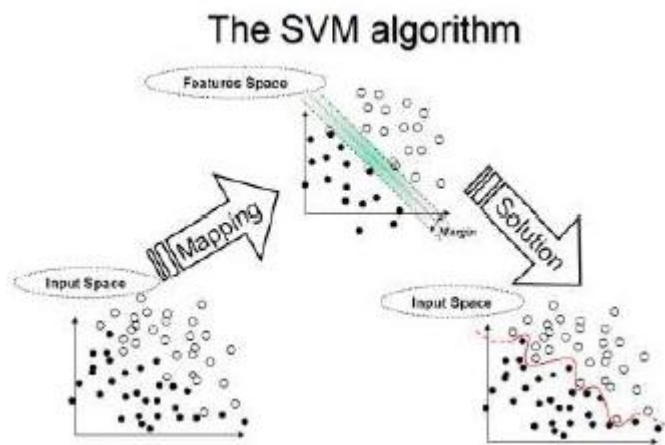 The SVM algorithm
Features Space
Margin
Mapping
Solution
Input Space
Input Space